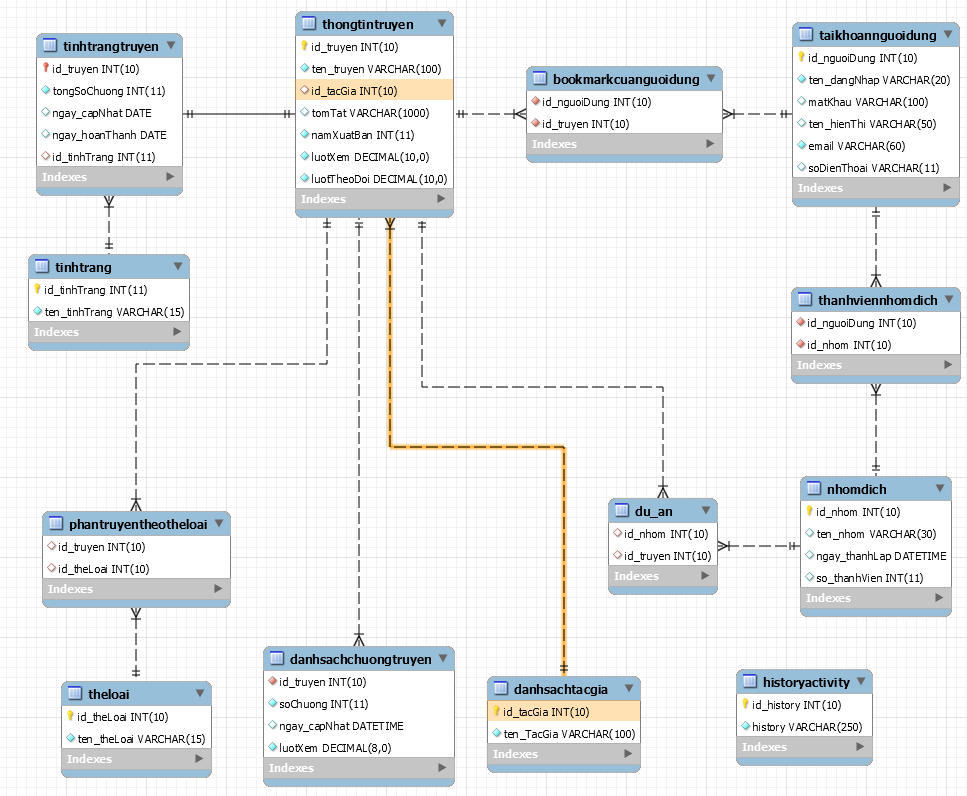 tinhtrangtruyen
id_truyen INT(10)
tongSoChuong INT(11)
ngay_capNhat DATE
ngay_hoanThanh DATE
id_tinhTrang INT(11)
Indexes
thongtintruyen
id_truyen INT(10)
ten_truyen VARCHAR(100)
id_tacGia INT(10)
tomTat VARCHAR(1000)
namXuatBan INT(11)
luotXem DECIMAL(10,0)
luotTheoDoi DECIMAL(10,0)
Indexes
bookmarkcuanguoidung
id_nguoiDung INT(10)
id_truyen INT(10)
Indexes
taikhoannguoidung
id_nguoiDung INT(10)
ten_dangNhap VARCHAR(20)
matKhau VARCHAR(100)
ten_hienThi VARCHAR(50)
email VARCHAR(60)
soDienThoai VARCHAR(11)
Indexes
tinhtrang
id_tinhTrang INT(11)
ten_tinhTrang VARCHAR(15)
Indexes
thanhviennhomdich
id_nguoiDung INT(10)
id_nhom INT(10)
Indexes
phantruyentheotheloai
id_truyen INT(10)
id_theLoai INT(10)
Indexes
du_an
id_nhom INT(10)
id_truyen INT(10)
Indexes
nhomdich
id_nhom INT(10)
ten_nhom VARCHAR(30)
ngay_thanhLap DATETIME
so_thanhVien INT(11)
Indexes
theloai
id_theLoai INT(10)
ten_theLoai VARCHAR(15)
Indexes
danhsachchuongtruyen
id_truyen INT(10)
soChuong INT(11)
ngay_capNhat DATETIME
luotXem DECIMAL(8,0)
Indexes
danhsachtacgia
id_tacGia INT(10)
ten_TacGia VARCHAR(100)
Indexes
historyactivity
id_history INT(10)
history VARCHAR(250)
Indexes